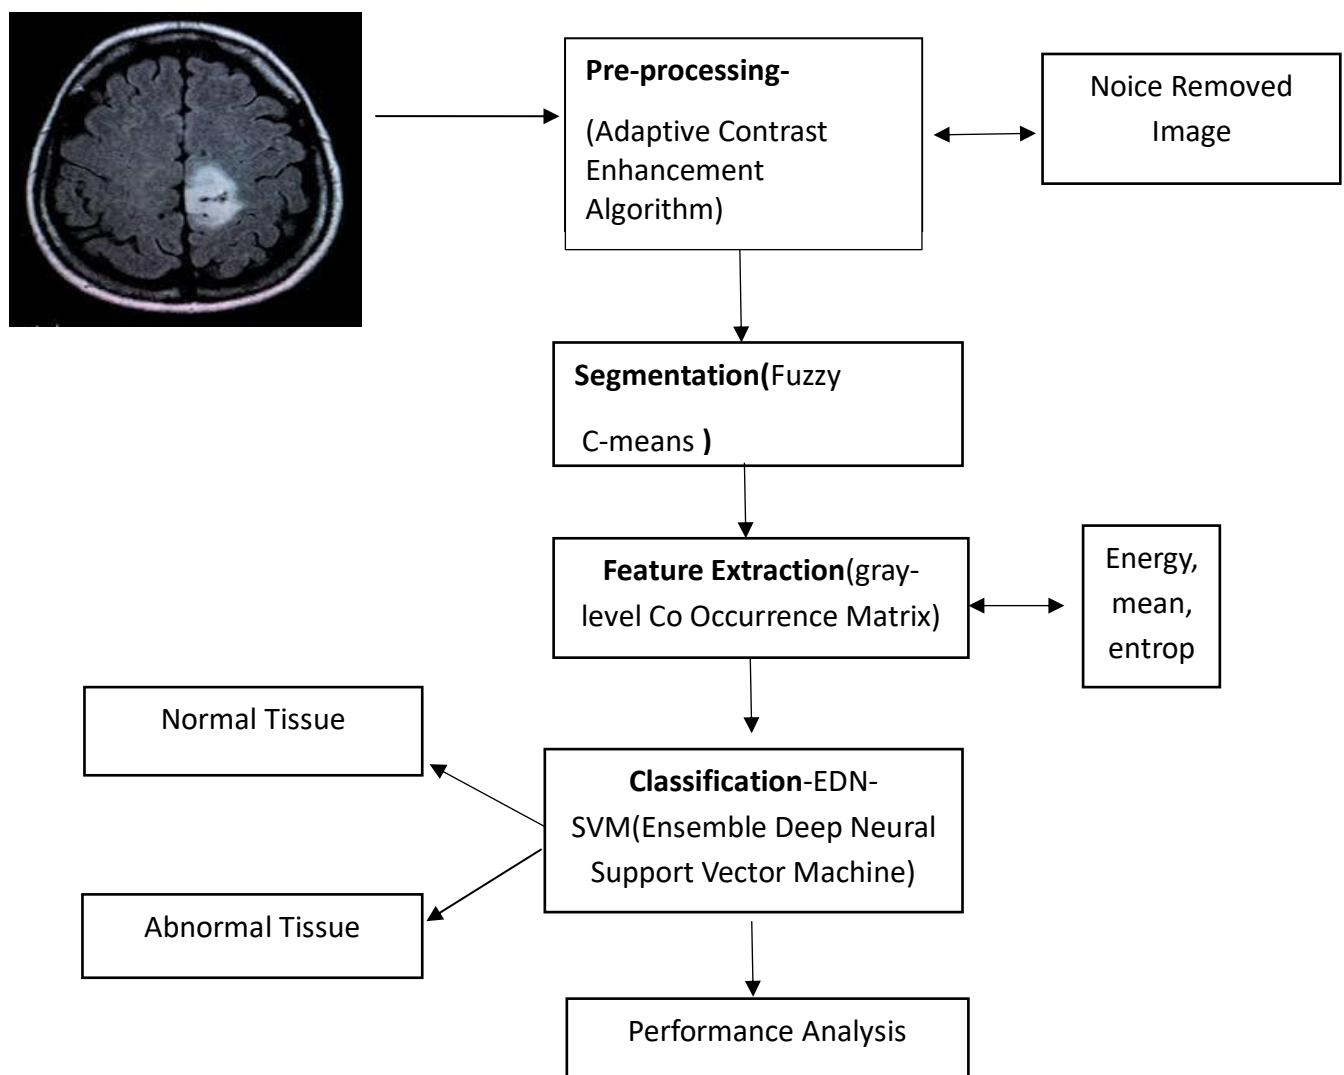 Pre-processing-
(Adaptive Contrast
Enhancement
Algorithm)
Noice Removed
Image
Segmentation(Fuzzy
C-means )
Feature Extraction(gray-
level Co Occurrence Matrix)
Energy,
mean,
entrop
Normal Tissue
Classification-EDN-
SVM(Ensemble Deep Neural
Support Vector Machine)
Abnormal Tissue
Performance Analysis